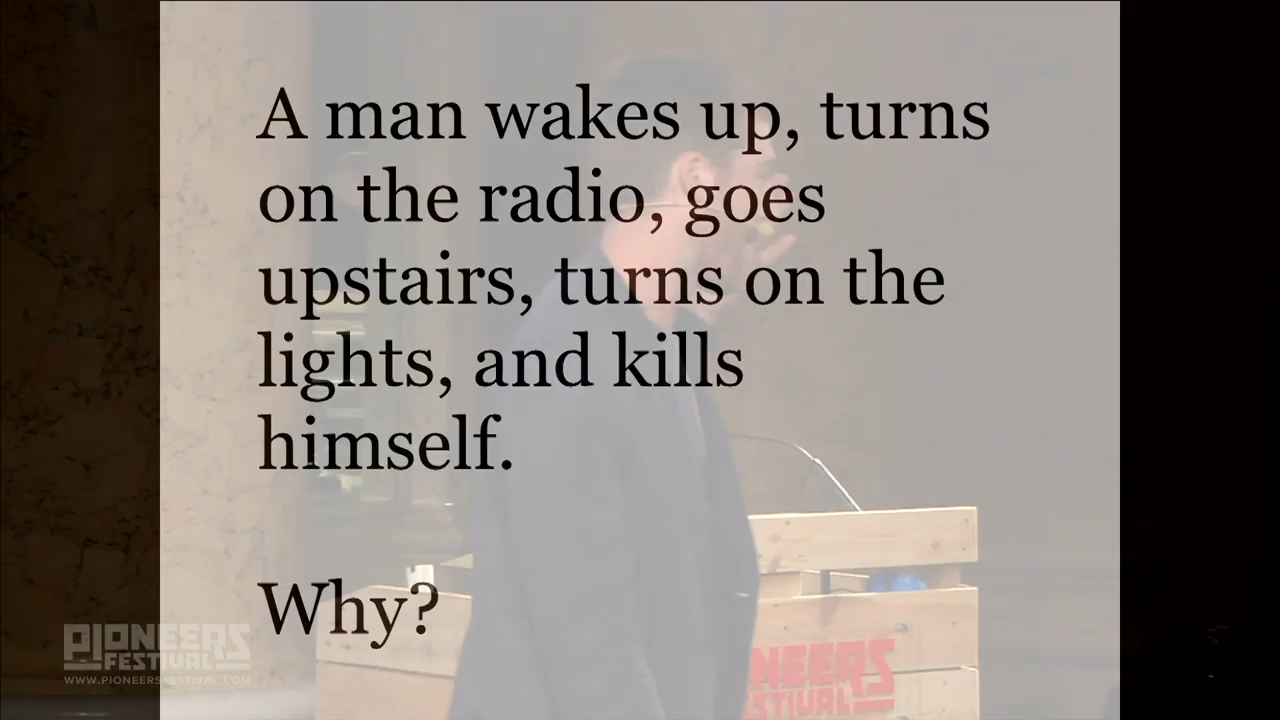 A man wakes up, turns
on the radio, goes
upstairs, turns on the
lights, and kills
himself.
Why?
PIONEERS
FESTIVAL
WWW.PIONEERSFESTIVAL.COM
NEERS
ESTIVAL